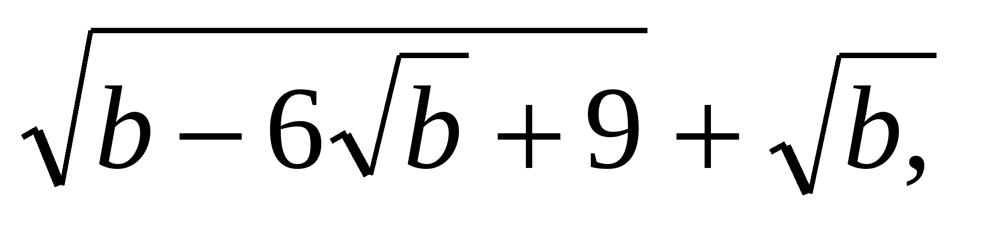 √(b − 6√b + 9) + √b,